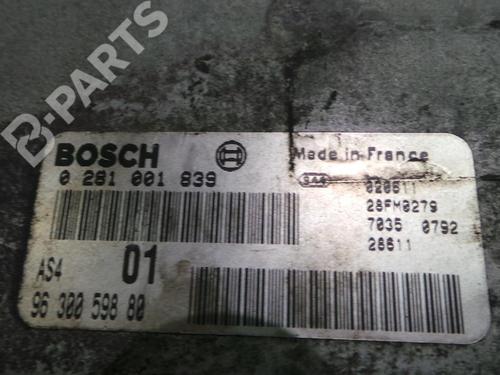 B-PARTS
BOSCH
Made in France
0 281 001 839
020611
28FM0279
7035 0792
28611
AS4
01
96 300 598 80